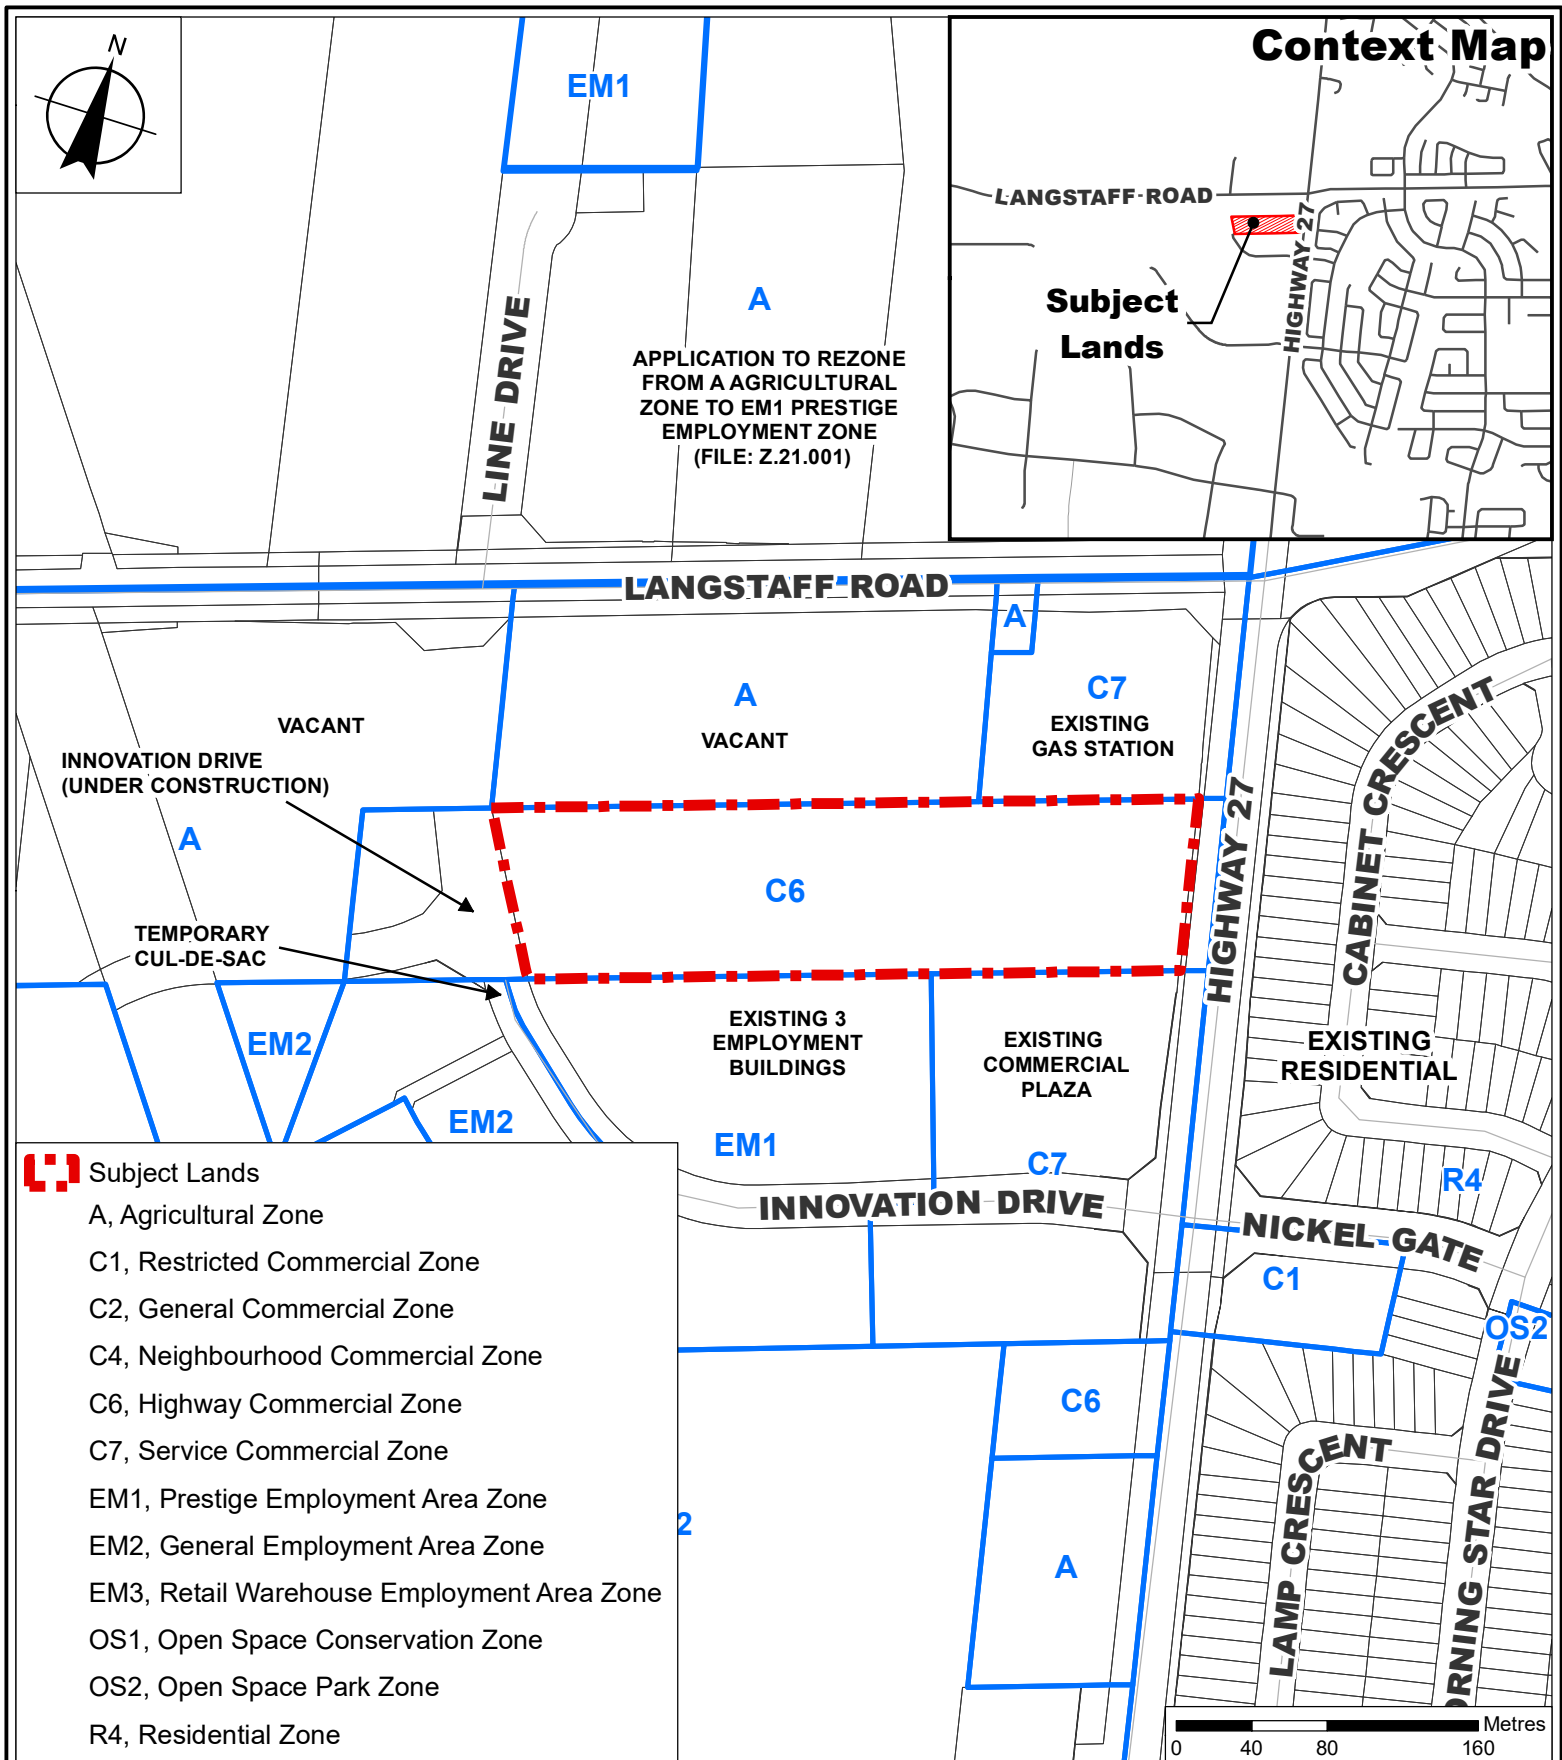 N
EM1
Context Map
LANGSTAFF ROAD
HIGHWAY 27
Subject
Lands
LINE DRIVE
A
APPLICATION TO REZONE
FROM A AGRICULTURAL
ZONE TO EM1 PRESTIGE
EMPLOYMENT ZONE
(FILE: Z.21.001)
LANGSTAFF ROAD
A
A
VACANT
C7
EXISTING
GAS STATION
VACANT
INNOVATION DRIVE
(UNDER CONSTRUCTION)
A
C6
HIGHWAY 27
CABINET CRESCENT
TEMPORARY
CUL-DE-SAC
EM2
EM2
EXISTING 3
EMPLOYMENT
BUILDINGS
EM1
EXISTING
COMMERCIAL
PLAZA
C7
EXISTING
RESIDENTIAL
R4
INNOVATION DRIVE
NICKEL GATE
C1
OS2
C6
A
2
LAMP CRESCENT
ORNING STAR DRIVE
Subject Lands
A, Agricultural Zone
C1, Restricted Commercial Zone
C2, General Commercial Zone
C4, Neighbourhood Commercial Zone
C6, Highway Commercial Zone
C7, Service Commercial Zone
EM1, Prestige Employment Area Zone
EM2, General Employment Area Zone
EM3, Retail Warehouse Employment Area Zone
OS1, Open Space Conservation Zone
OS2, Open Space Park Zone
R4, Residential Zone
Metres
0 40 80 160